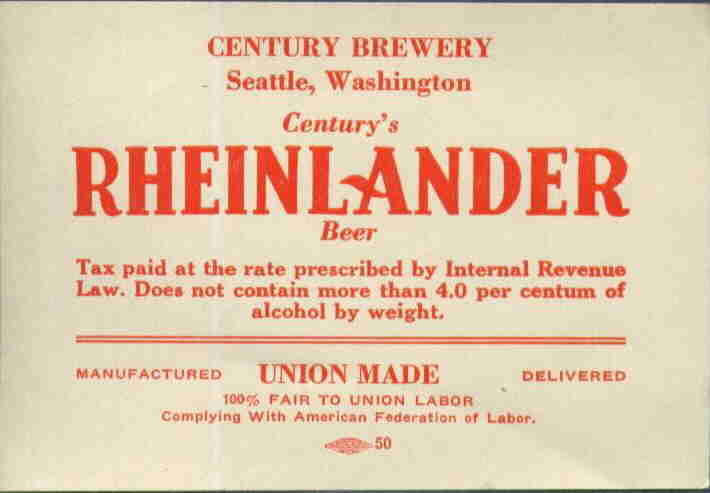 CENTURY BREWERY
Seattle, Washington
Century's
RHEINLANDER
Beer
Tax paid at the rate prescribed by Internal Revenue
Law. Does not contain more than 4.0 per centum of
alcohol by weight.
MANUFACTURED UNION MADE DELIVERED
100% FAIR TO UNION LABOR
Complying With American Federation of Labor.
50